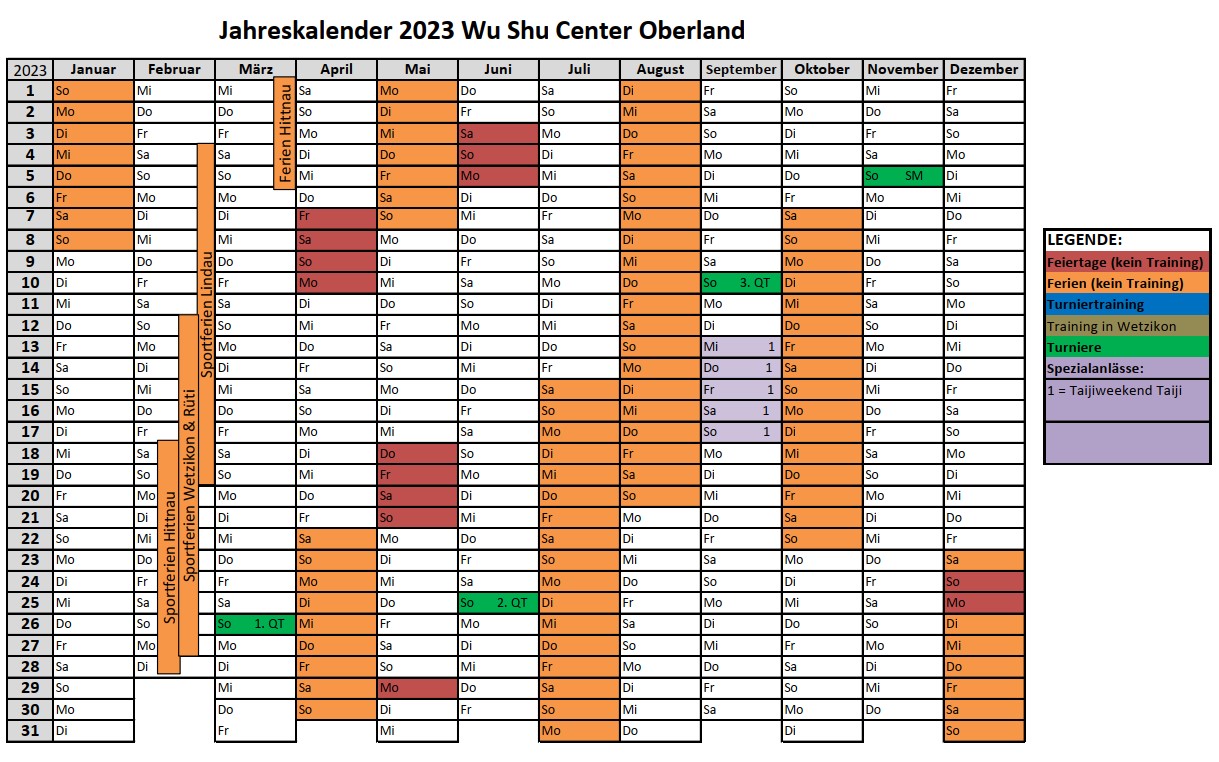 Jahreskalender 2023 Wu Shu Center Oberland
2023 Januar Februar März April Mai Juni Juli August September Oktober November Dezember
1 So Mi Mi Sa Mo Do Sa Di Fr So Mi Fr
2 Mo Do Do So Di Fr So Mi Sa Mo Do Sa
3 Di Fr Fr Mo Mi Sa Mo Do So Di Fr So
4 Mi Sa Sa Di Do So Di Fr Mo Mi Sa Mo
5 Do So So Mi Fr Mo Mi Sa Di Do So SM Di
6 Fr Mo Mo Do Sa Di Do So Mi Fr Mo Mi
7 Sa Di Di Fr So Mi Fr Mo Do Sa Di Do
8 So Mi Mi Sa Mo Do Sa Di Fr So Mi Fr
9 Mo Do Do So Di Fr So Mi Sa Mo Do Sa
10 Di Fr Fr Mo Mi Sa Mo Do So 3. QT Di Fr So
11 Mi Sa Sa Di Do So Di Fr Mo Mi Sa Mo
12 Do So So Mi Fr Mo Mi Sa Di Do So Di
13 Fr Mo Mo Do Sa Di Do So Mi 1 Fr Mo Mi
14 Sa Di Di Fr So Mi Fr Mo Do 1 Sa Di Do
15 So Mi Mi Sa Mo Do Sa Di Fr 1 So Mi Fr
16 Mo Do Do So Di Fr So Mi Sa 1 Mo Do Sa
17 Di Fr Fr Mo Mi Sa Mo Do So 1 Di Fr So
18 Mi Sa Sa Di Do So Di Fr Mo Mi Sa Mo
19 Do So So Mi Fr Mo Mi Sa Di Do So Di
20 Fr Mo Mo Do Sa Di Do So Mi Fr Mo Mi
21 Sa Di Di Fr So Mi Fr Mo Do Sa Di Do
22 So Mi Mi Sa Mo Do Sa Di Fr So Mi Fr
23 Mo Do Do So Di Fr So Mi Sa Mo Do Sa
24 Di Fr Fr Mo Mi Sa Mo Do So Di Fr So
25 Mi Sa Sa Di Do So 2. QT Di Fr Mo Mi Sa Mo
26 Do So So 1. QT Mi Fr Mo Mi Sa Di Do So Di
27 Fr Mo Mo Do Sa Di Do So Mi Fr Mo Mi
28 Sa Di Di Fr So Mi Fr Mo Do Sa Di Do
29 So Mi Sa Mo Do Sa Di Fr So Mi Fr
30 Mo Do So Di Fr So Mi Sa Mo Do Sa
31 Di Fr Mi Mo Do Di So
Ferien Hittnau
Sportferien Lindau
Sportferien Wetzikon & Rüti
Sportferien Hittnau
LEGENDE:
Feiertage (kein Training)
Ferien (kein Training)
Turniertraining
Training in Wetzikon
Turniere
Spezialanlässe:
1 = Taijiweekend Taiji